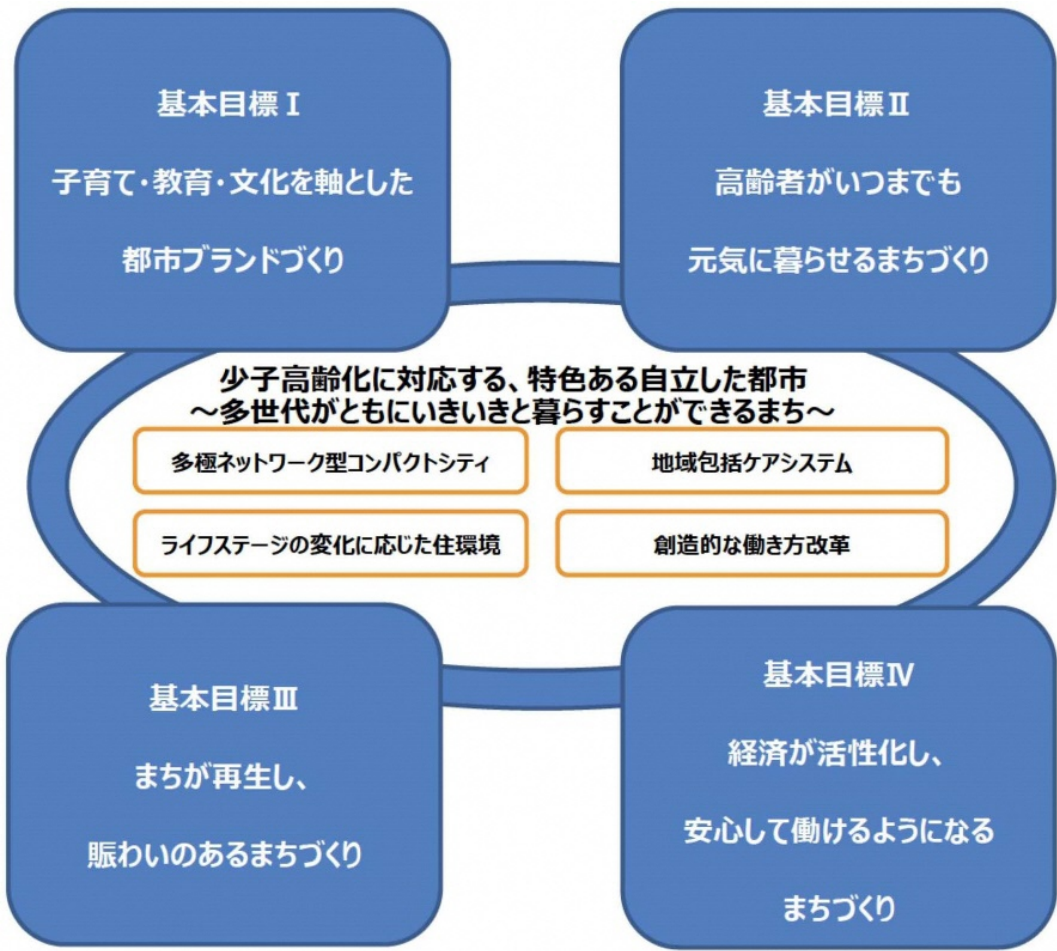 基本目標Ⅰ
子育て・教育・文化を軸とした
都市ブランドづくり
基本目標Ⅱ
高齢者がいつまでも
元気に暮らせるまちづくり
少子高齢化に対応する、特色ある自立した都市
～多世代がともにいきいきと暮らすことができるまち～
多極ネットワーク型コンパクトシティ
地域包括ケアシステム
ライフステージの変化に応じた住環境
創造的な働き方改革
基本目標Ⅲ
まちが再生し、
賑わいのあるまちづくり
基本目標Ⅳ
経済が活性化し、
安心して働けるようになる
まちづくり